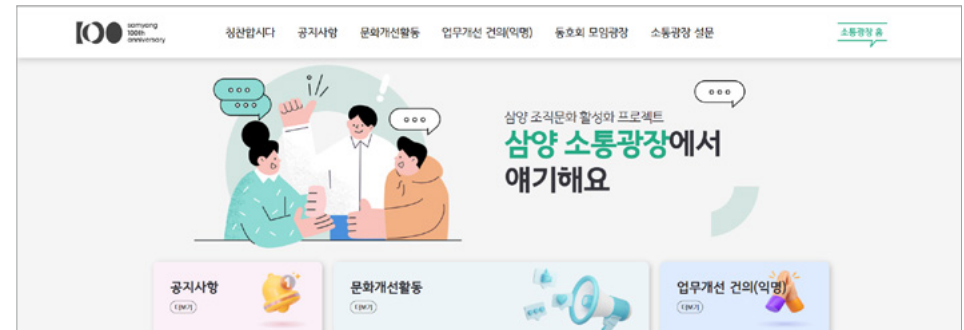 100
samyang
100th
anniversary
칭찬합시다 공지사항 문화개선활동 업무개선 건의(익명) 동호회 모임광장 소통광장 설문 소통광장 홈
삼양 조직문화 활성화 프로젝트
삼양 소통광장에서
얘기해요
공지사항 문화개선활동 업무개선 건의(익명)
더보기 더보기 더보기